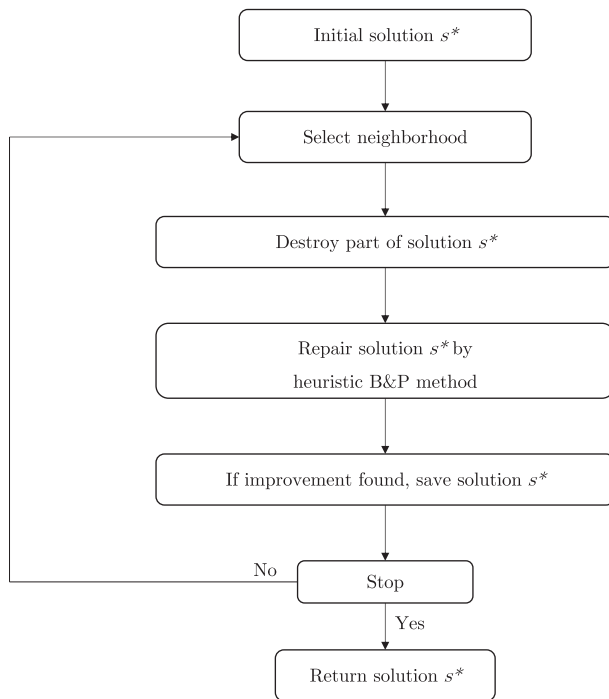 Initial solution s*
Select neighborhood
Destroy part of solution s*
Repair solution s* by
heuristic B&P method
If improvement found, save solution s*
No
Stop
Yes
Return solution s*